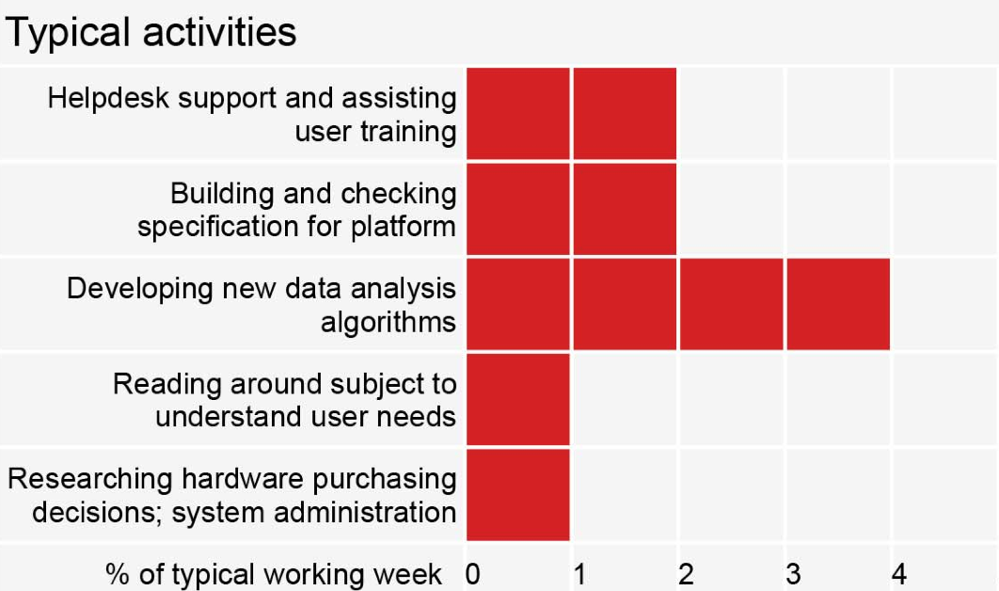 Typical activities
Helpdesk support and assisting
user training
Building and checking
specification for platform
Developing new data analysis
algorithms
Reading around subject to
understand user needs
Researching hardware purchasing
decisions; system administration
% of typical working week 0 1 2 3 4